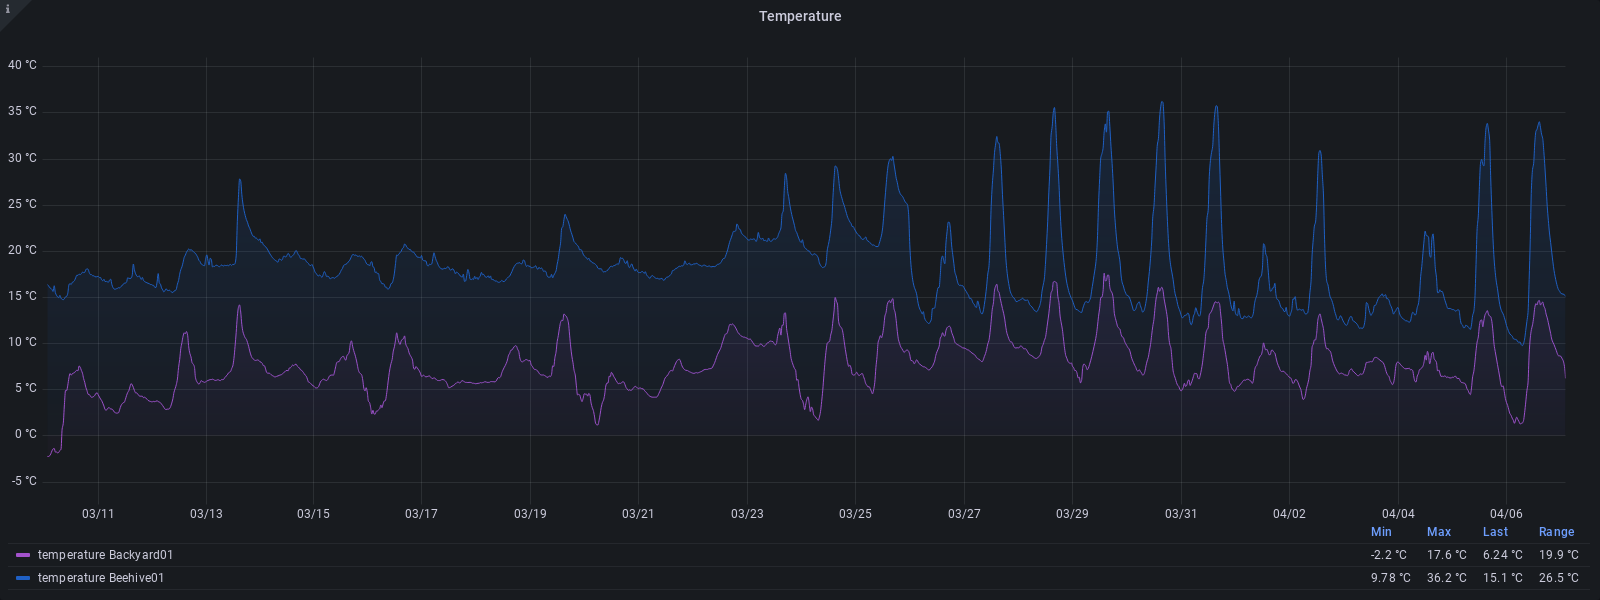 i
Temperature
40 °C
35 °C
30 °C
25 °C
20 °C
15 °C
10 °C
5 °C
0 °C
-5 °C
03/11 03/13 03/15 03/17 03/19 03/21 03/23 03/25 03/27 03/29 03/31 04/02 04/04 04/06
Min Max Last Range
temperature Backyard01 -2.2 °C 17.6 °C 6.24 °C 19.9 °C
temperature Beehive01 9.78 °C 36.2 °C 15.1 °C 26.5 °C